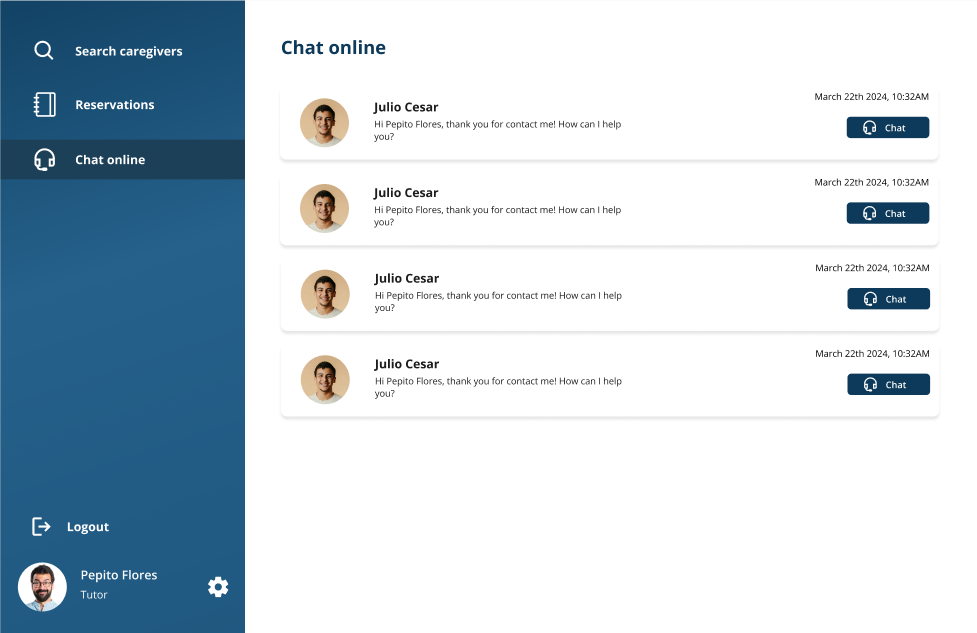 Search caregivers
Reservations
Chat online
Logout
Pepito Flores
Tutor
Chat online
Julio Cesar
Hi Pepito Flores, thank you for contact me! How can I help
you?
March 22th 2024, 10:32AM
Chat
Julio Cesar
Hi Pepito Flores, thank you for contact me! How can I help
you?
March 22th 2024, 10:32AM
Chat
Julio Cesar
Hi Pepito Flores, thank you for contact me! How can I help
you?
March 22th 2024, 10:32AM
Chat
Julio Cesar
Hi Pepito Flores, thank you for contact me! How can I help
you?
March 22th 2024, 10:32AM
Chat